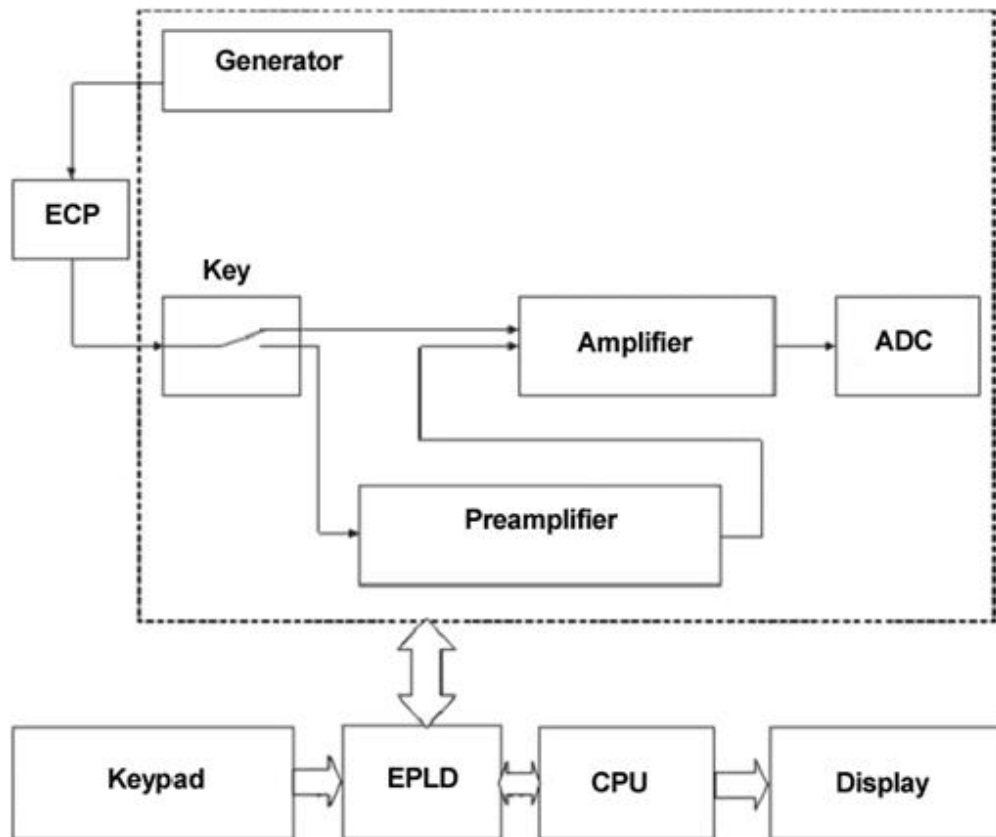 Generator
ECP
Key
Amplifier
ADC
Preamplifier
Keypad
EPLD
CPU
Display